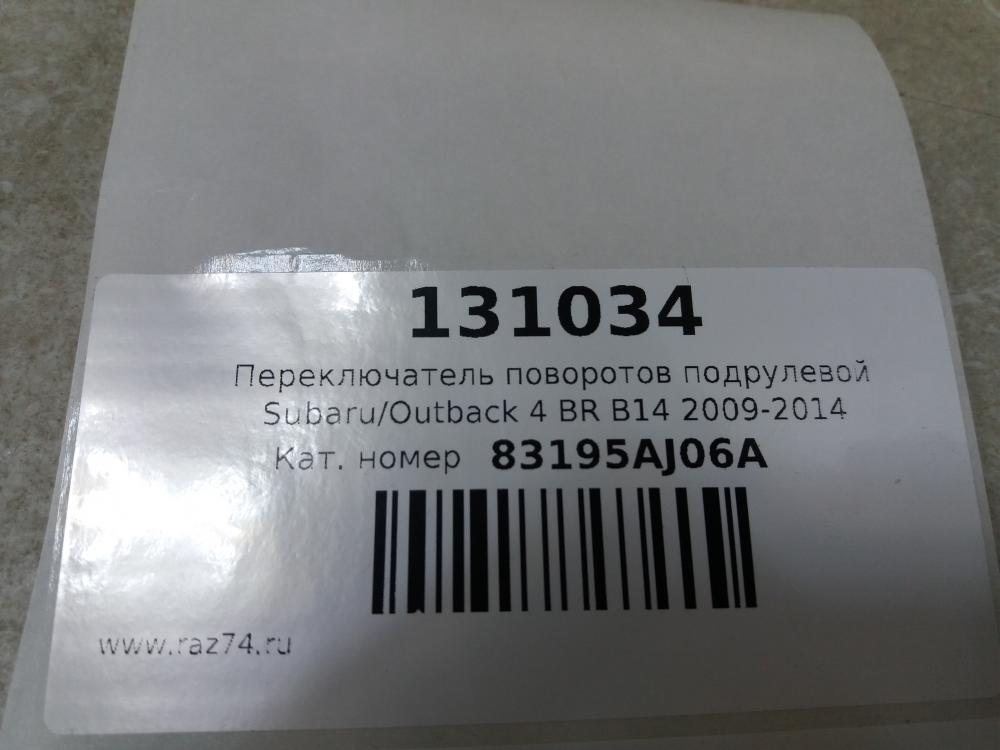 131034
Переключатель поворотов подрулевой
Subaru/Outback 4 BR B14 2009-2014
Кат. номер 83195AJ06A
www.raz74.ru